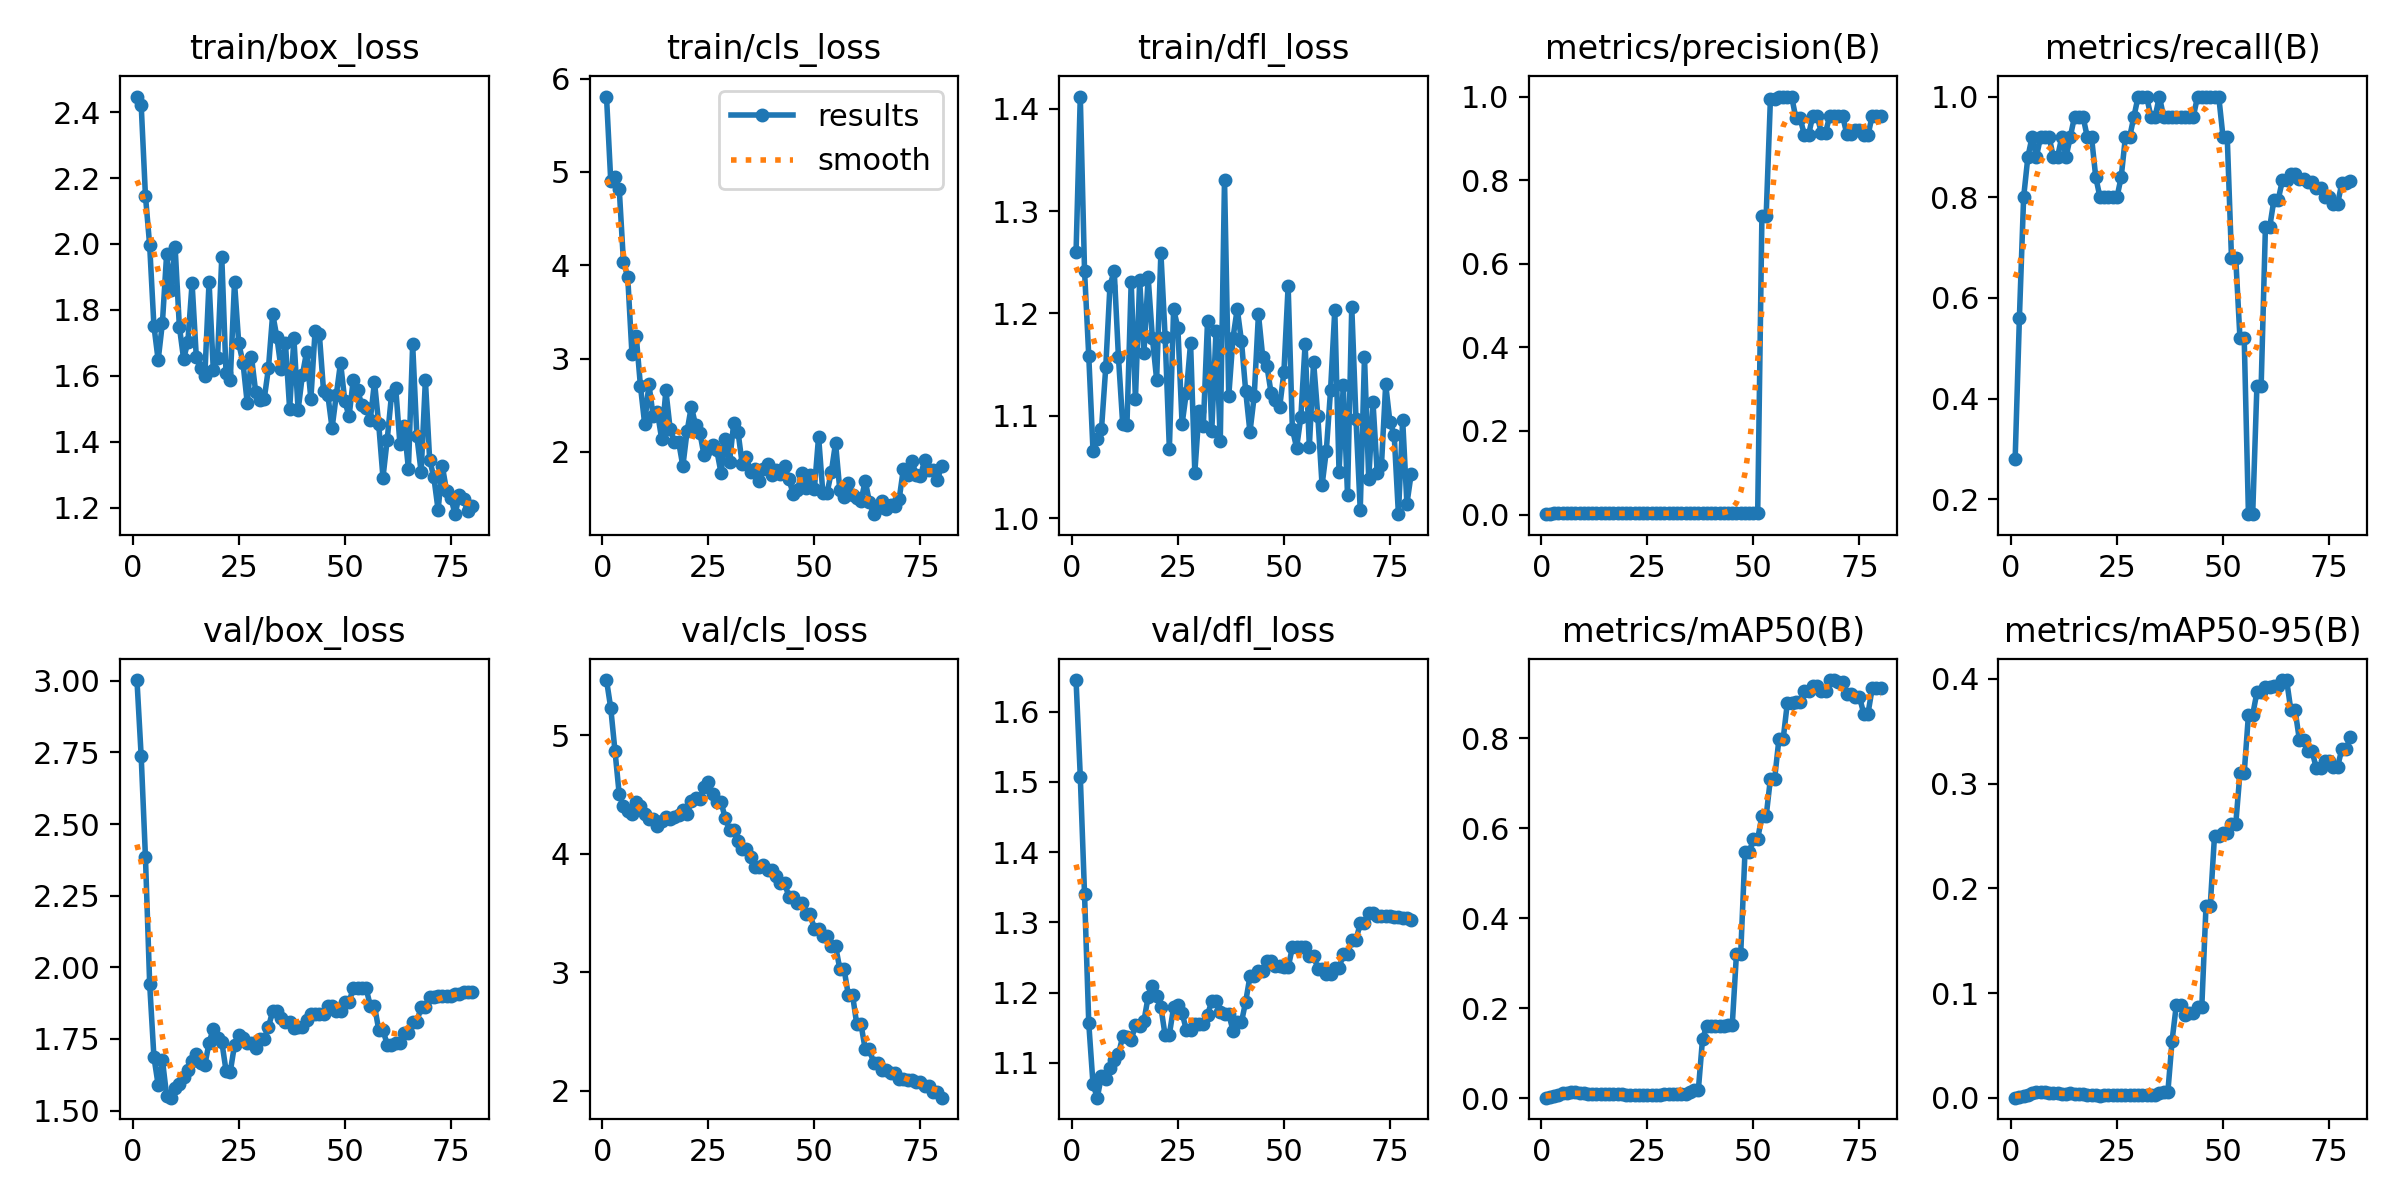 train/box_loss
2.4
2.2
2.0
1.8
1.6
1.4
1.2
0 25 50 75
train/cls_loss
results
smooth
6
5
4
3
2
0 25 50 75
train/dfl_loss
1.4
1.3
1.2
1.1
1.0
0 25 50 75
metrics/precision(B)
1.0
0.8
0.6
0.4
0.2
0.0
0 25 50 75
metrics/recall(B)
1.0
0.8
0.6
0.4
0.2
0 25 50 75
val/box_loss
3.00
2.75
2.50
2.25
2.00
1.75
1.50
0 25 50 75
val/cls_loss
5
4
3
2
0 25 50 75
val/dfl_loss
1.6
1.5
1.4
1.3
1.2
1.1
0 25 50 75
metrics/mAP50(B)
0.8
0.6
0.4
0.2
0.0
0 25 50 75
metrics/mAP50-95(B)
0.4
0.3
0.2
0.1
0.0
0 25 50 75